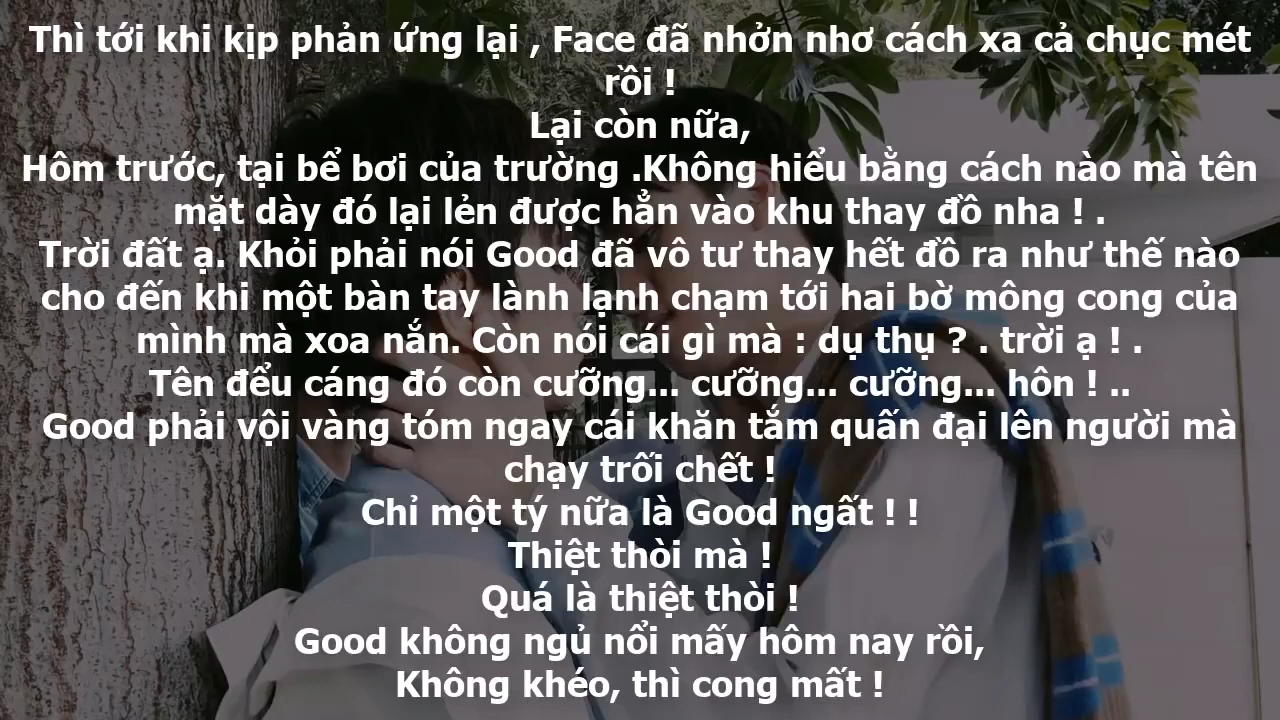 Thì tới khi kịp phản ứng lại , Face đã nhởn nhơ cách xa cả chục mét
rồi !
Lại còn nữa,
Hôm trước, tại bể bơi của trường .Không hiểu bằng cách nào mà tên
mặt dày đó lại lẻn được hẳn vào khu thay đồ nha ! .
Trời đất ạ. Khỏi phải nói Good đã vô tư thay hết đồ ra như thế nào
cho đến khi một bàn tay lành lạnh chạm tới hai bờ mông cong của
mình mà xoa nắn. Còn nói cái gì mà : dụ thụ ? . trời ạ ! .
Tên đểu cáng đó còn cưỡng... cưỡng... cưỡng... hôn ! ..
Good phải vội vàng tóm ngay cái khăn tắm quấn đại lên người mà
chạy trối chết !
Chỉ một tý nữa là Good ngất ! !
Thiệt thòi mà !
Quá là thiệt thòi !
Good không ngủ nổi mấy hôm nay rồi,
Không khéo, thì cong mất !